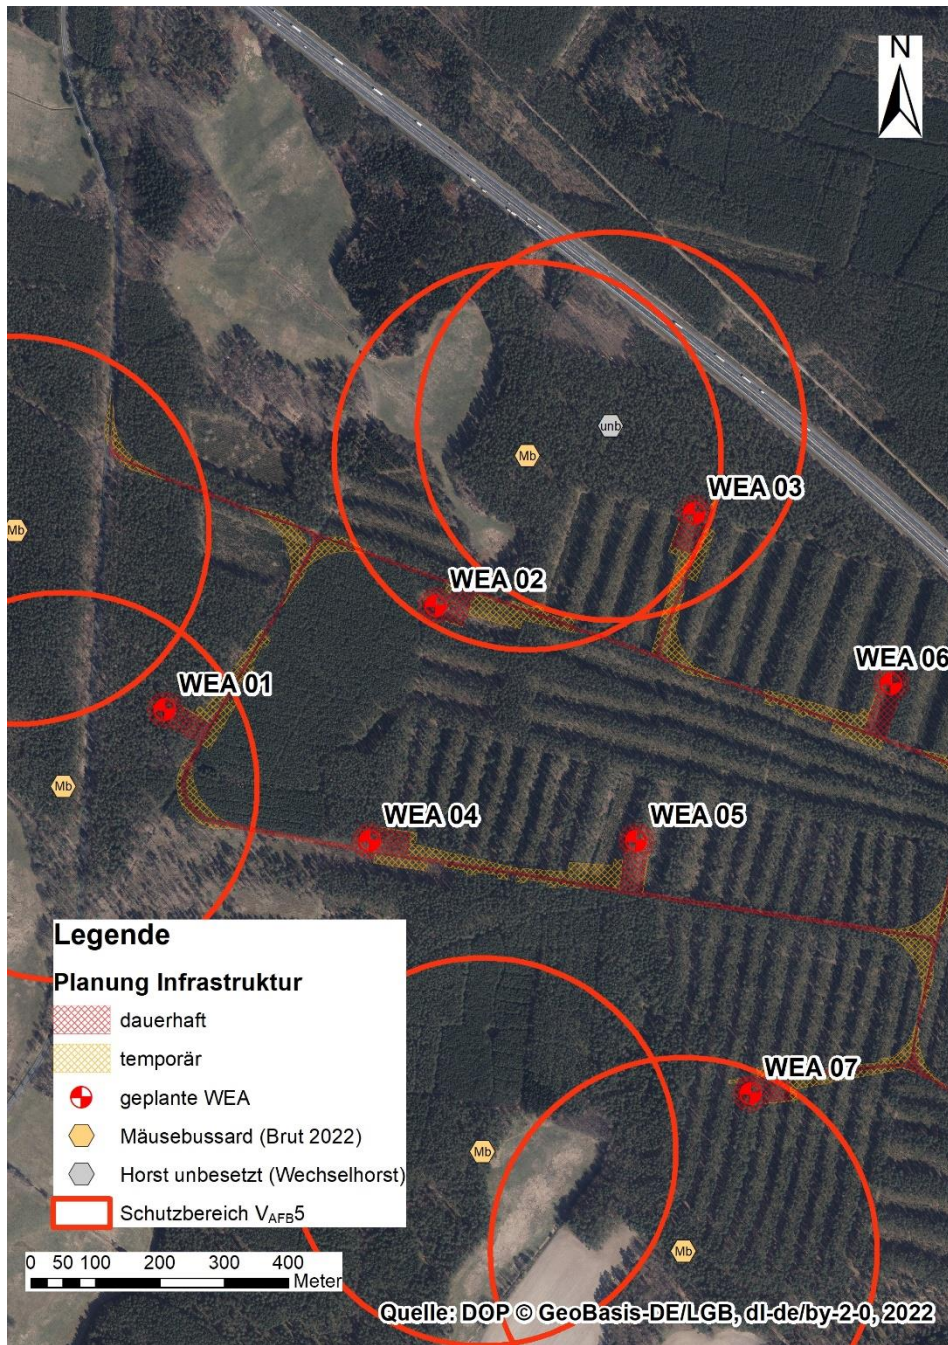 N
unb
Mb
WEA 03
Mb
WEA 02
WEA 06
WEA 01
Mb
WEA 04
WEA 05
Legende
Planung Infrastruktur
dauerhaft
temporär
geplante WEA
Mäusebussard (Brut 2022)
Horst unbesetzt (Wechselhorst)
Schutzbereich VAFB5
WEA 07
Mb
Mb
0 50 100 200 300 400
Meter
Quelle: DOP © GeoBasis-DE/LGB, dl-de/by-2-0, 2022